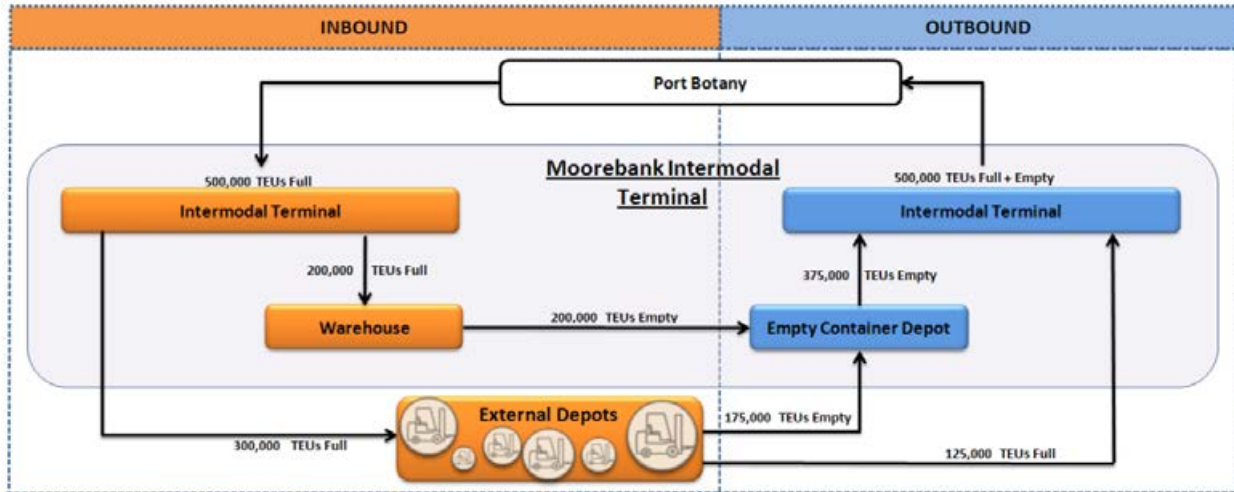 INBOUND
OUTBOUND
Port Botany
Moorebank Intermodal
Terminal
500,000 TEUs Full
Intermodal Terminal
500,000 TEUs Full + Empty
Intermodal Terminal
200,000 TEUs Full
375,000 TEUs Empty
Warehouse
200,000 TEUs Empty
Empty Container Depot
External Depots
175,000 TEUs Empty
300,000 TEUs Full
125,000 TEUs Full